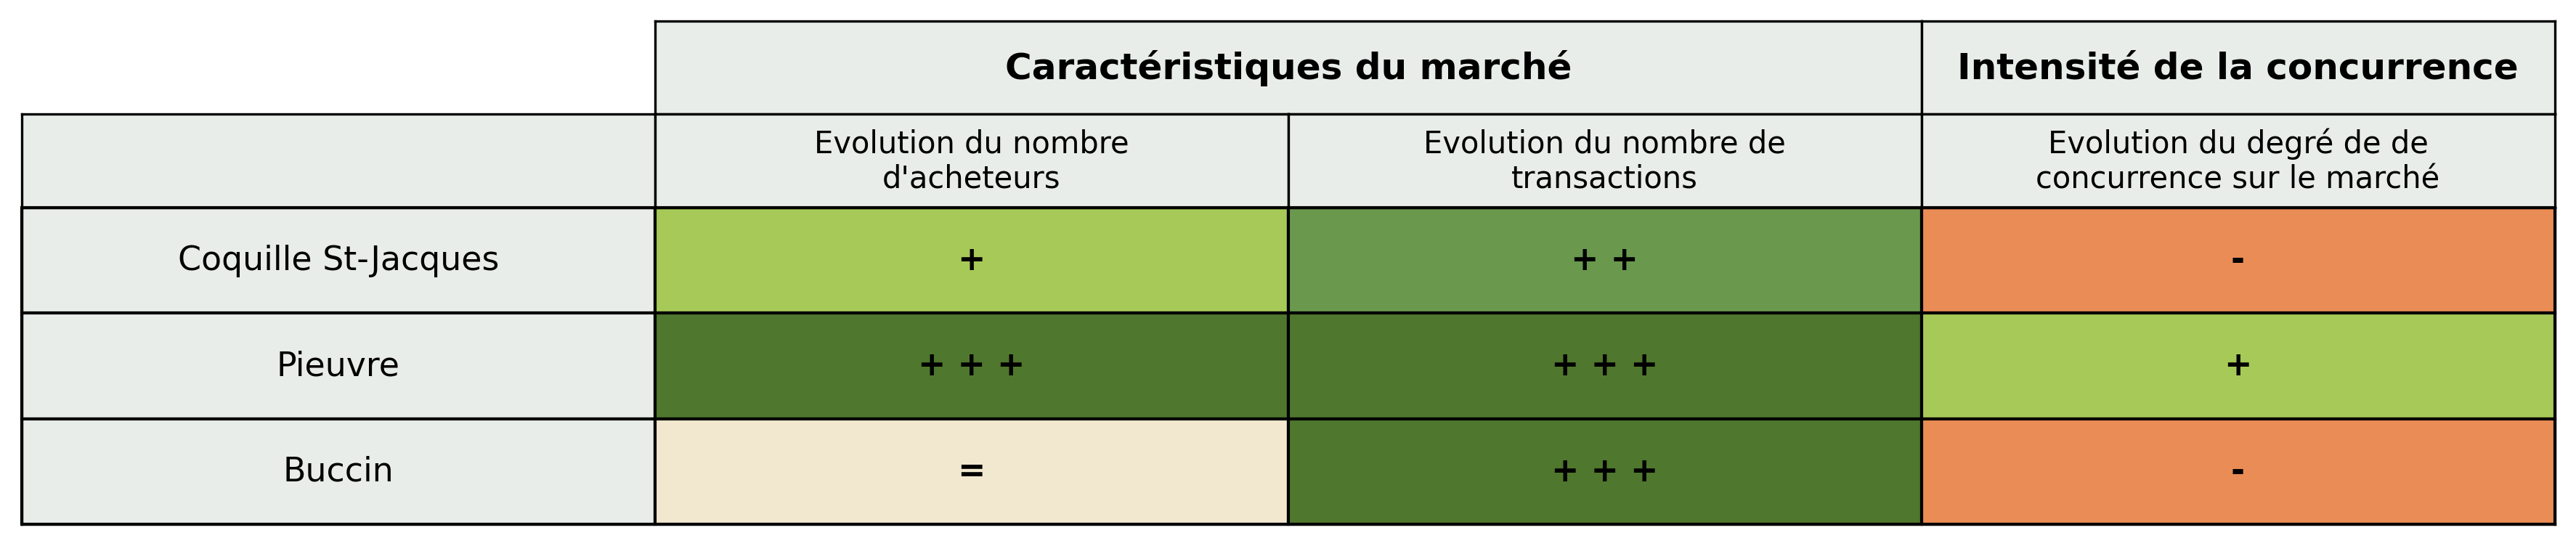 Caractéristiques du marché
Intensité de la concurrence
Evolution du nombre
d'acheteurs
Evolution du nombre de
transactions
Evolution du degré de de
concurrence sur le marché
Coquille St-Jacques
+
+ +
-
Pieuvre
+ + +
+ + +
+
Buccin
=
+ + +
-